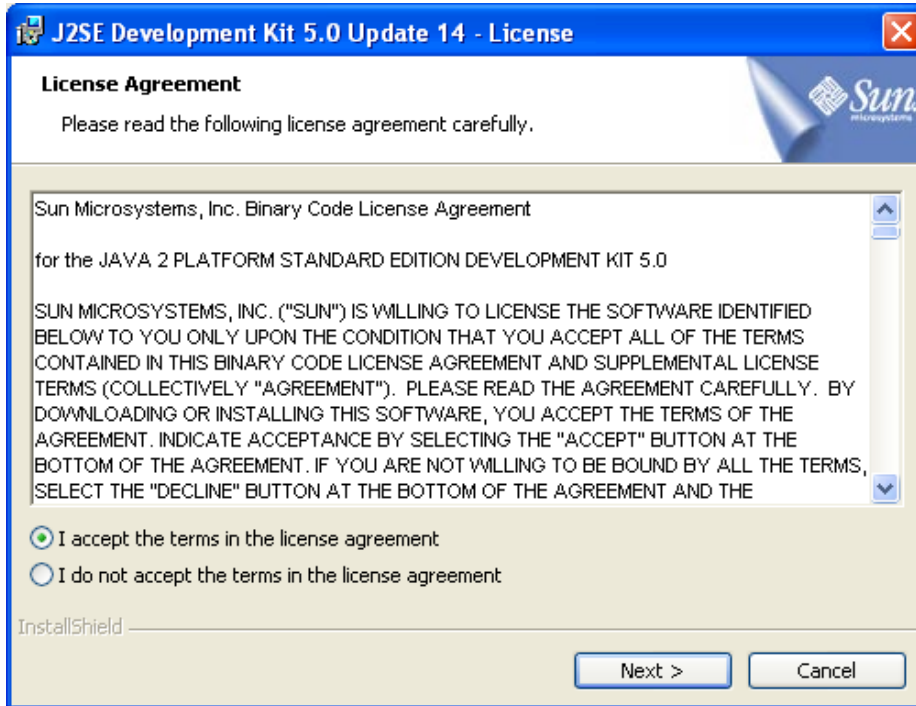 J2SE Development Kit 5.0 Update 14 - License
License Agreement
Please read the following license agreement carefully.
Sun
microsystems
Sun Microsystems, Inc. Binary Code License Agreement
for the JAVA 2 PLATFORM STANDARD EDITION DEVELOPMENT KIT 5.0
SUN MICROSYSTEMS, INC. ("SUN") IS WILLING TO LICENSE THE SOFTWARE IDENTIFIED
BELOW TO YOU ONLY UPON THE CONDITION THAT YOU ACCEPT ALL OF THE TERMS
CONTAINED IN THIS BINARY CODE LICENSE AGREEMENT AND SUPPLEMENTAL LICENSE
TERMS (COLLECTIVELY "AGREEMENT").  PLEASE READ THE AGREEMENT CAREFULLY.  BY
DOWNLOADING OR INSTALLING THIS SOFTWARE, YOU ACCEPT THE TERMS OF THE
AGREEMENT. INDICATE ACCEPTANCE BY SELECTING THE "ACCEPT" BUTTON AT THE
BOTTOM OF THE AGREEMENT. IF YOU ARE NOT WILLING TO BE BOUND BY ALL THE TERMS,
SELECT THE "DECLINE" BUTTON AT THE BOTTOM OF THE AGREEMENT AND THE
I accept the terms in the license agreement
I do not accept the terms in the license agreement
InstallShield
Next >
Cancel